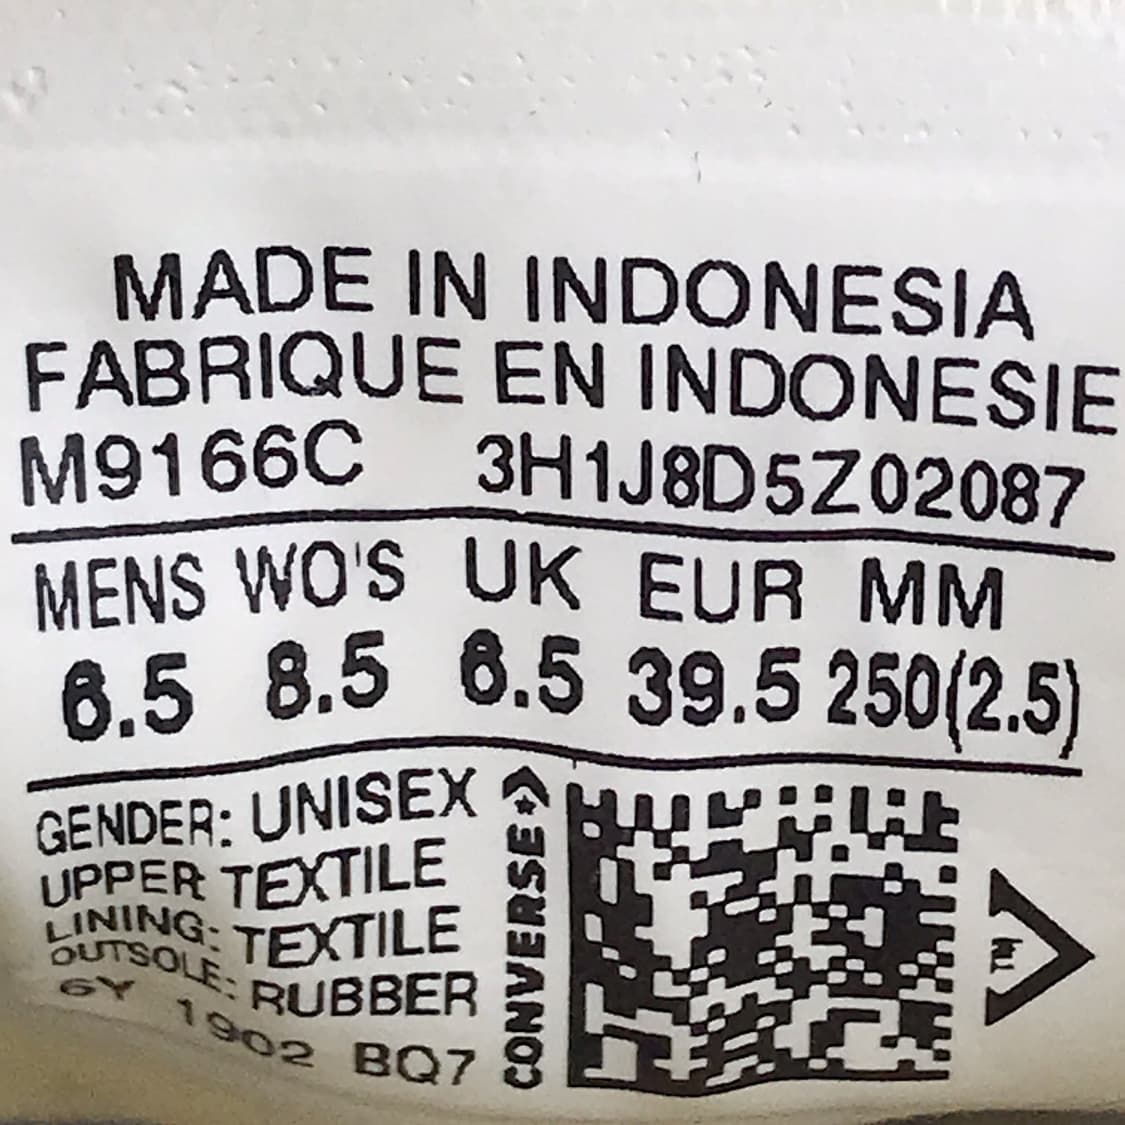 MADE IN INDONESIA
FABRIQUE EN INDONESIE
M9166C 3H1J8D5Z02087
MENS WO'S UK EUR MM
6.5 8.5 6.5 39.5 250(2.5)
GENDER: UNISEX
UPPER: TEXTILE
LINING: TEXTILE
OUTSOLE: RUBBER
6Y 1902 BQ7
CONVERSE